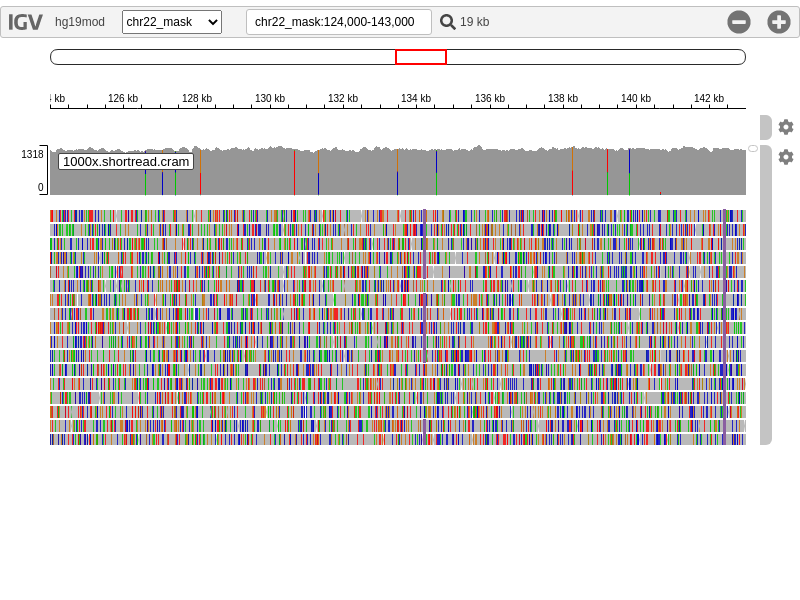 IGV hg19mod chr22_mask chr22_mask:124,000-143,000 19 kb
kb 126 kb 128 kb 130 kb 132 kb 134 kb 136 kb 138 kb 140 kb 142 kb
1318 1000x.shortread.cram
0